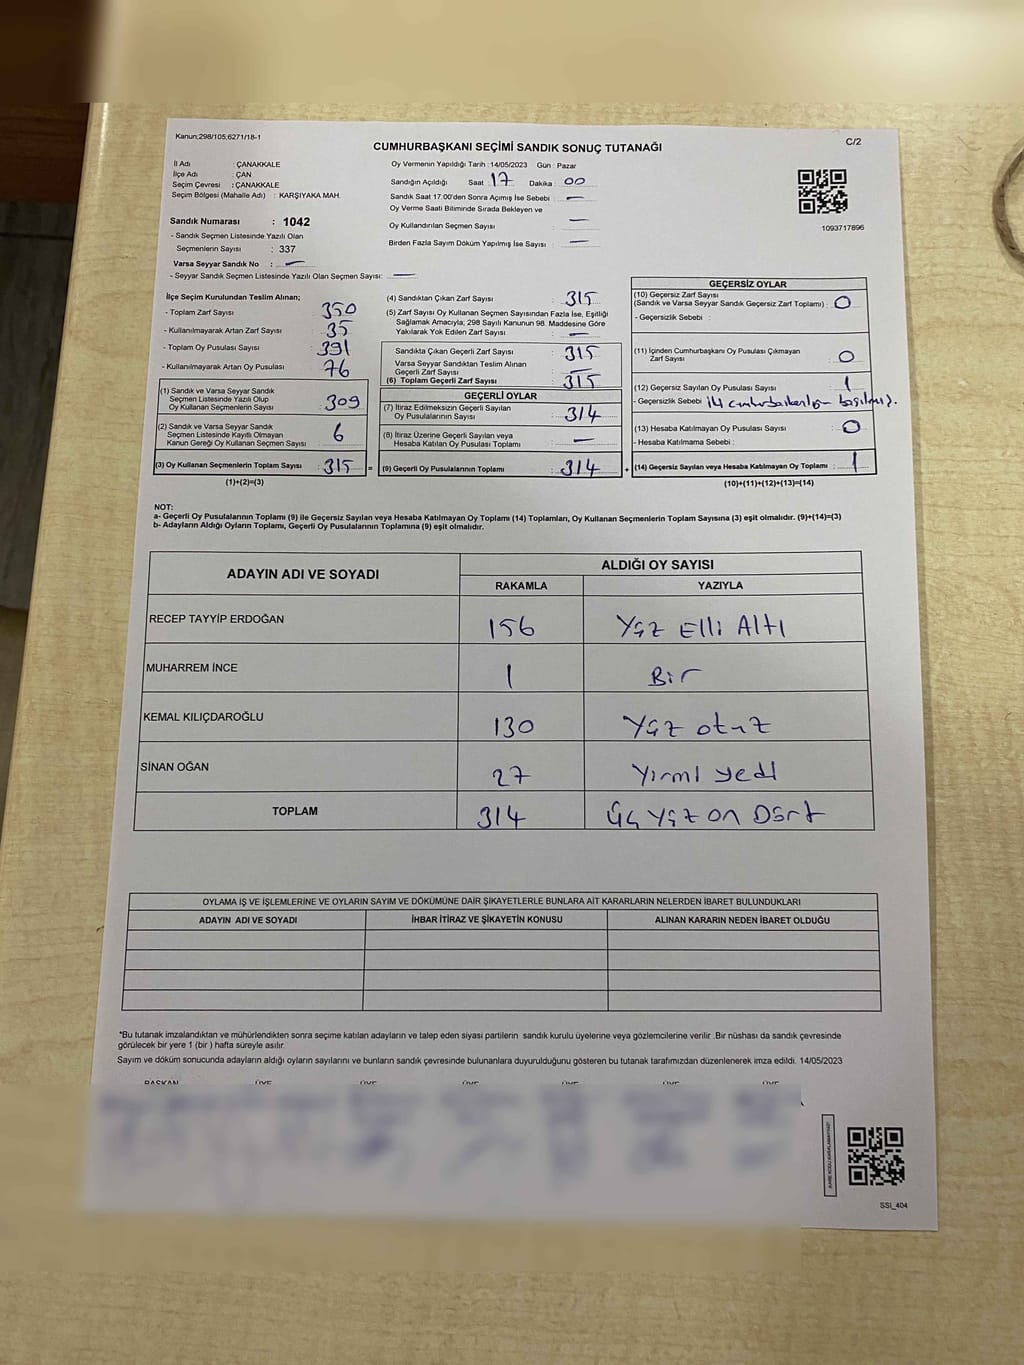 Kanun;298/105;6271/18-1
C/2
CUMHURBAŞKANI SEÇİMİ SANDIK SONUÇ TUTANAĞI
İl Adı : ÇANAKKALE
İlçe Adı : ÇAN
Seçim Çevresi : ÇANAKKALE
Seçim Bölgesi (Mahalle Adı) : KARŞIYAKA MAH.
Sandık Numarası : 1042
- Sandık Seçmen Listesinde Yazılı Olan
Seçmenlerin Sayısı : 337
Varsa Seyyar Sandık No : —
- Seyyar Sandık Seçmen Listesinde Yazılı Olan Seçmen Sayısı: —
Oy Vermenin Yapıldığı Tarih : 14/05/2023 Gün : Pazar
Sandığın Açıldığı Saat : 17 Dakika : 00
Sandık Saat 17.00'den Sonra Açımış İse Sebebi : —
Oy Verme Saati Bitiminde Sırada Bekleyen ve
Oy Kullandırılan Seçmen Sayısı : —
Birden Fazla Sayım Döküm Yapılmış İse Sayısı : —
1093717896
İlçe Seçim Kurulundan Teslim Alınan;
- Toplam Zarf Sayısı : 350
- Kullanılmayarak Artan Zarf Sayısı : 35
- Toplam Oy Pusulası Sayısı : 391
- Kullanılmayarak Artan Oy Pusulası : 76
(1) Sandık ve Varsa Seyyar Sandık
Seçmen Listesinde Yazılı Olup
Oy Kullanan Seçmenlerin Sayısı : 309
(2) Sandık ve Varsa Seyyar Sandık
Seçmen Listesinde Kayıtlı Olmayan
Kanun Gereği Oy Kullanan Seçmen Sayısı : 6
(3) Oy Kullanan Seçmenlerin Toplam Sayısı : 315 =
(1)+(2)=(3)
(4) Sandıktan Çıkan Zarf Sayısı : 315
(5) Zarf Sayısı Oy Kullanan Seçmen Sayısından Fazla İse, Eşitliği
Sağlamak Amacıyla; 298 Sayılı Kanunun 98. Maddesine Göre
Yakılarak Yok Edilen Zarf Sayısı : —
Sandıkta Çıkan Geçerli Zarf Sayısı : 315
Varsa Seyyar Sandıktan Teslim Alınan
Geçerli Zarf Sayısı : —
(6) Toplam Geçerli Zarf Sayısı : 315
GEÇERLİ OYLAR
(7) İtiraz Edilmeksizin Geçerli Sayılan
Oy Pusulalarının Sayısı : 314
(8) İtiraz Üzerine Geçerli Sayılan veya
Hesaba Katılan Oy Pusulası Toplamı : —
(9) Geçerli Oy Pusulalarının Toplamı : 314 +
GEÇERSİZ OYLAR
(10) Geçersiz Zarf Sayısı
(Sandık ve Varsa Seyyar Sandık Geçersiz Zarf Toplamı) : 0
- Geçersizlik Sebebi :
(11) İçinden Cumhurbaşkanı Oy Pusulası Çıkmayan
Zarf Sayısı : 0
(12) Geçersiz Sayılan Oy Pusulası Sayısı : 1
- Geçersizlik Sebebi : iki basılmış.
(13) Hesaba Katılmayan Oy Pusulası Sayısı : 0
- Hesaba Katılmama Sebebi :
(14) Geçersiz Sayılan veya Hesaba Katılmayan Oy Toplamı : 1
(10)+(11)+(12)+(13)=(14)
NOT:
a- Geçerli Oy Pusulalarının Toplamı (9) ile Geçersiz Sayılan veya Hesaba Katılmayan Oy Toplamı (14) Toplamları, Oy Kullanan Seçmenlerin Toplam Sayısına (3) eşit olmalıdır. (9)+(14)=(3)
b- Adayların Aldığı Oyların Toplamı, Geçerli Oy Pusulalarının Toplamına (9) eşit olmalıdır.
ADAYIN ADI VE SOYADI ALDIĞI OY SAYISI
RAKAMLA YAZIYLA
RECEP TAYYİP ERDOĞAN 156 Yüz Elli Altı
MUHARREM İNCE 1 Bir
KEMAL KILIÇDAROĞLU 130 Yüz otuz
SİNAN OĞAN 27 Yirmi yedi
TOPLAM 314 Üç Yüz on Dört
OYLAMA İŞ VE İŞLEMLERİNE VE OYLARIN SAYIM VE DÖKÜMÜNE DAİR ŞİKAYETLERLE BUNLARA AİT KARARLARIN NELERDEN İBARET BULUNDUKLARI
ADAYIN ADI VE SOYADI İHBAR İTİRAZ VE ŞİKAYETİN KONUSU ALINAN KARARIN NEDEN İBARET OLDUĞU
*Bu tutanak imzalandıktan ve mühürlendikten sonra seçime katılan adayların ve talep eden siyasi partilerin sandık kurulu üyelerine veya gözlemcilerine verilir. Bir nüshası da sandık çevresinde
görülecek bir yere 1 (bir ) hafta süreyle asılır.
Sayım ve döküm sonucunda adayların aldığı oyların sayılarını ve bunların sandık çevresinde bulunanlara duyurulduğunu gösteren bu tutanak tarafımızdan düzenlenerek imza edildi. 14/05/2023
BAŞKAN ÜYE ÜYE ÜYE ÜYE ÜYE ÜYE
SSI_404